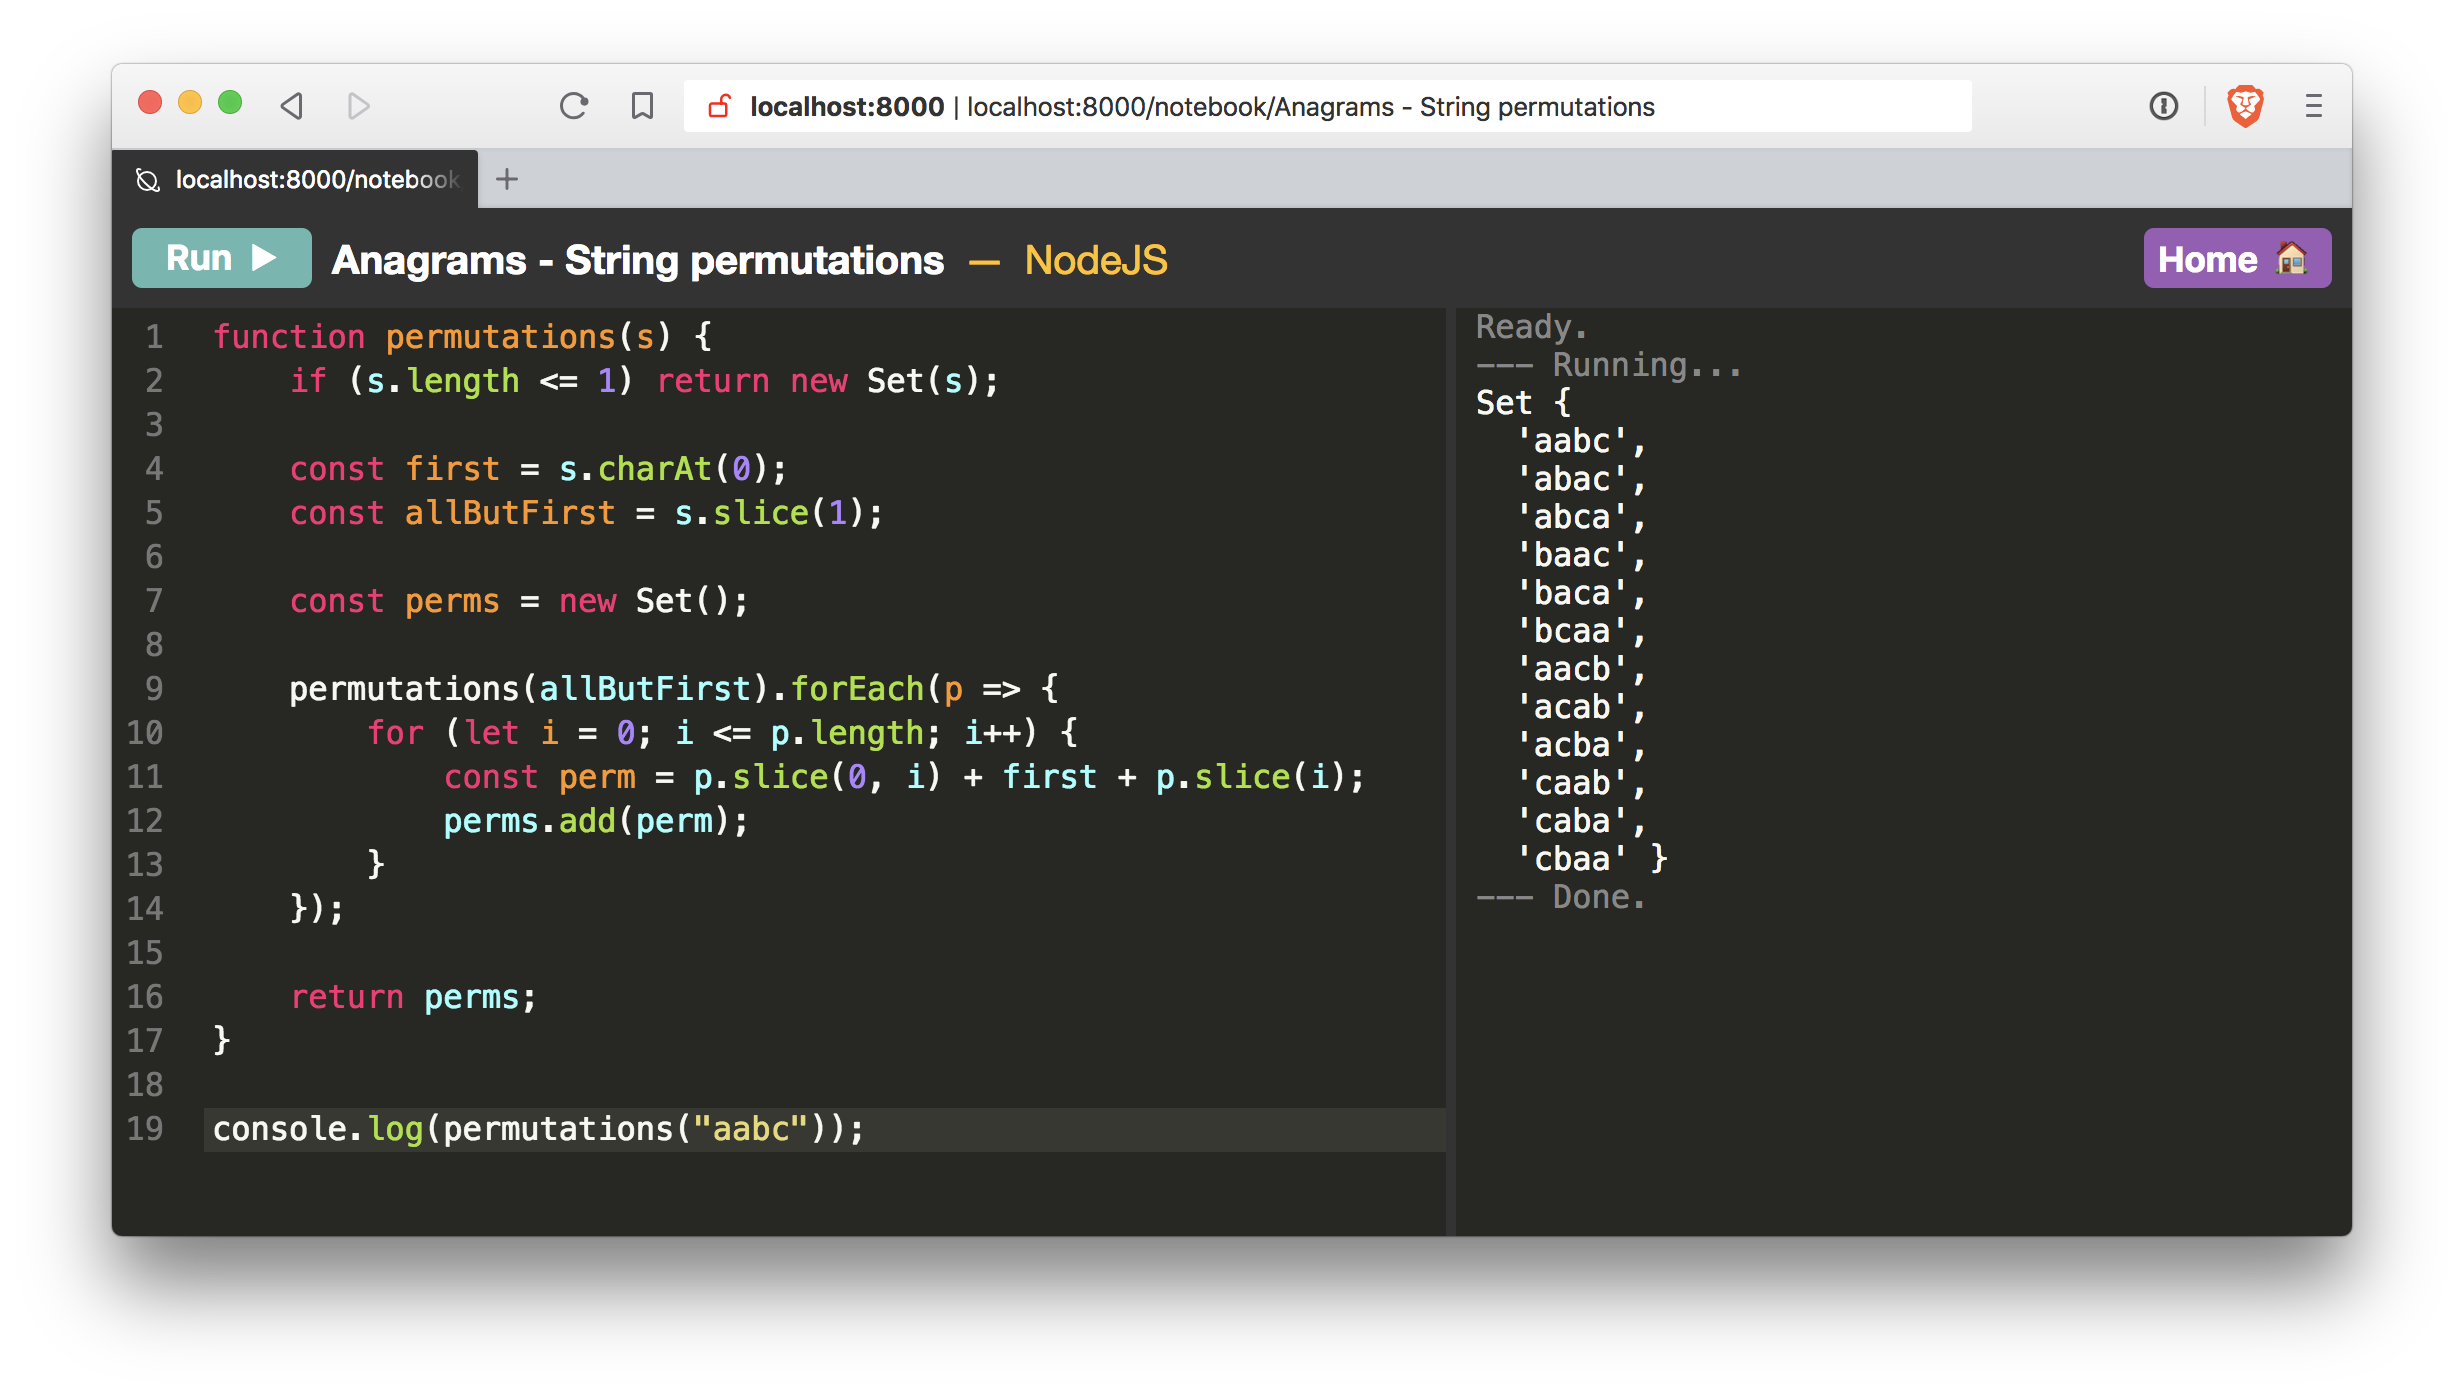 localhost:8000 | localhost:8000/notebook/Anagrams - String permutations
localhost:8000/notebook
Run Anagrams - String permutations — NodeJS Home
1 function permutations(s) {
2     if (s.length <= 1) return new Set(s);
3
4     const first = s.charAt(0);
5     const allButFirst = s.slice(1);
6
7     const perms = new Set();
8
9     permutations(allButFirst).forEach(p => {
10         for (let i = 0; i <= p.length; i++) {
11             const perm = p.slice(0, i) + first + p.slice(i);
12             perms.add(perm);
13         }
14     });
15
16     return perms;
17 }
18
19 console.log(permutations("aabc"));
Ready.
--- Running...
Set {
  'aabc',
  'abac',
  'abca',
  'baac',
  'baca',
  'bcaa',
  'aacb',
  'acab',
  'acba',
  'caab',
  'caba',
  'cbaa' }
--- Done.